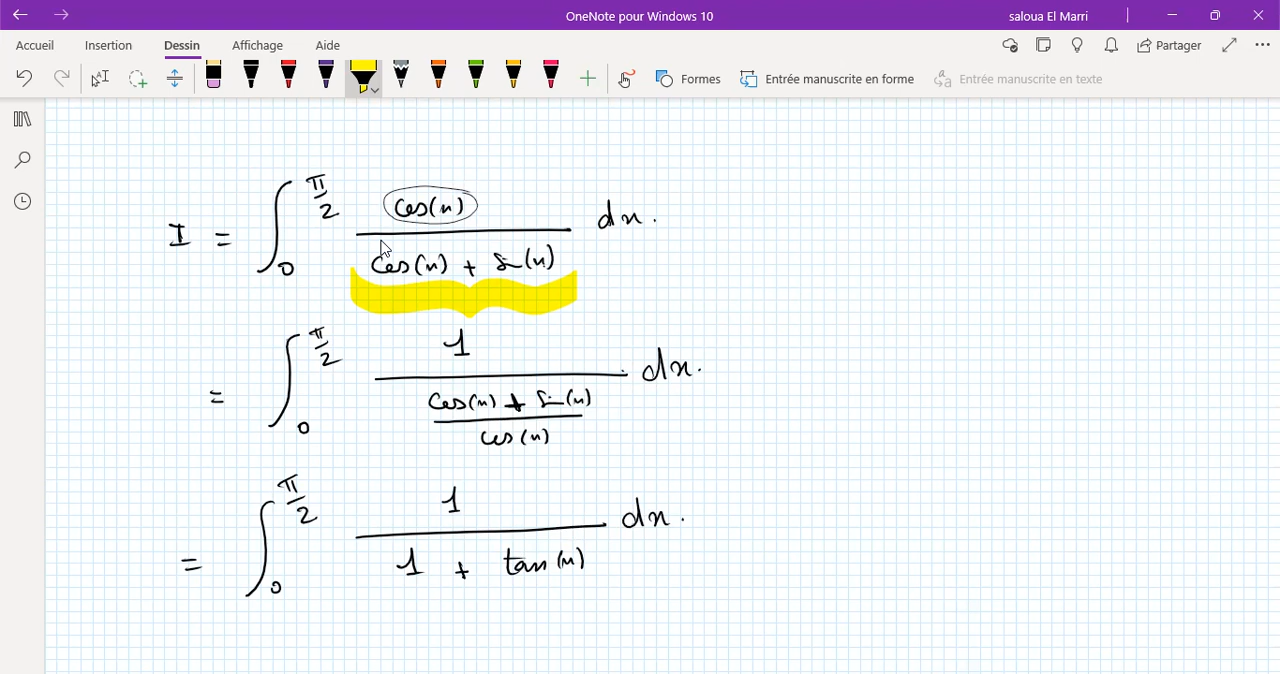 OneNote pour Windows 10
saloua El Marri
Accueil Insertion Dessin Affichage Aide
Partager
Formes Entrée manuscrite en forme Entrée manuscrite en texte
I = ∫₀^(π/2) cos(x) / (cos(x) + sin(x)) dx.
= ∫₀^(π/2) 1 / ((cos(x) + sin(x)) / cos(x)) dx.
= ∫₀^(π/2) 1 / (1 + tan(x)) dx.